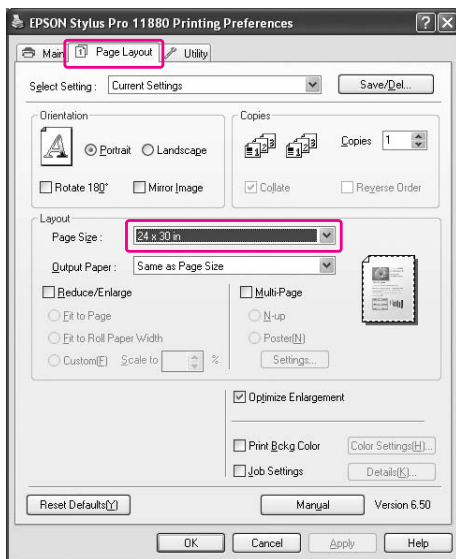 EPSON Stylus Pro 11880 Printing Preferences
Main Page Layout Utility
Select Setting : Current Settings Save/Del...
Orientation
Portrait Landscape
Rotate 180° Mirror Image
Copies
Copies 1
Collate Reverse Order
Layout
Page Size : 24 x 30 in
Output Paper : Same as Page Size
Reduce/Enlarge
Fit to Page
Fit to Roll Paper Width
Custom(F) Scale to %
Multi-Page
N-up
Poster(N)
Settings...
Optimize Enlargement
Print Bckg Color Color Settings(H)...
Job Settings Details(K)...
Reset Defaults(Y) Manual Version 6.50
OK Cancel Apply Help